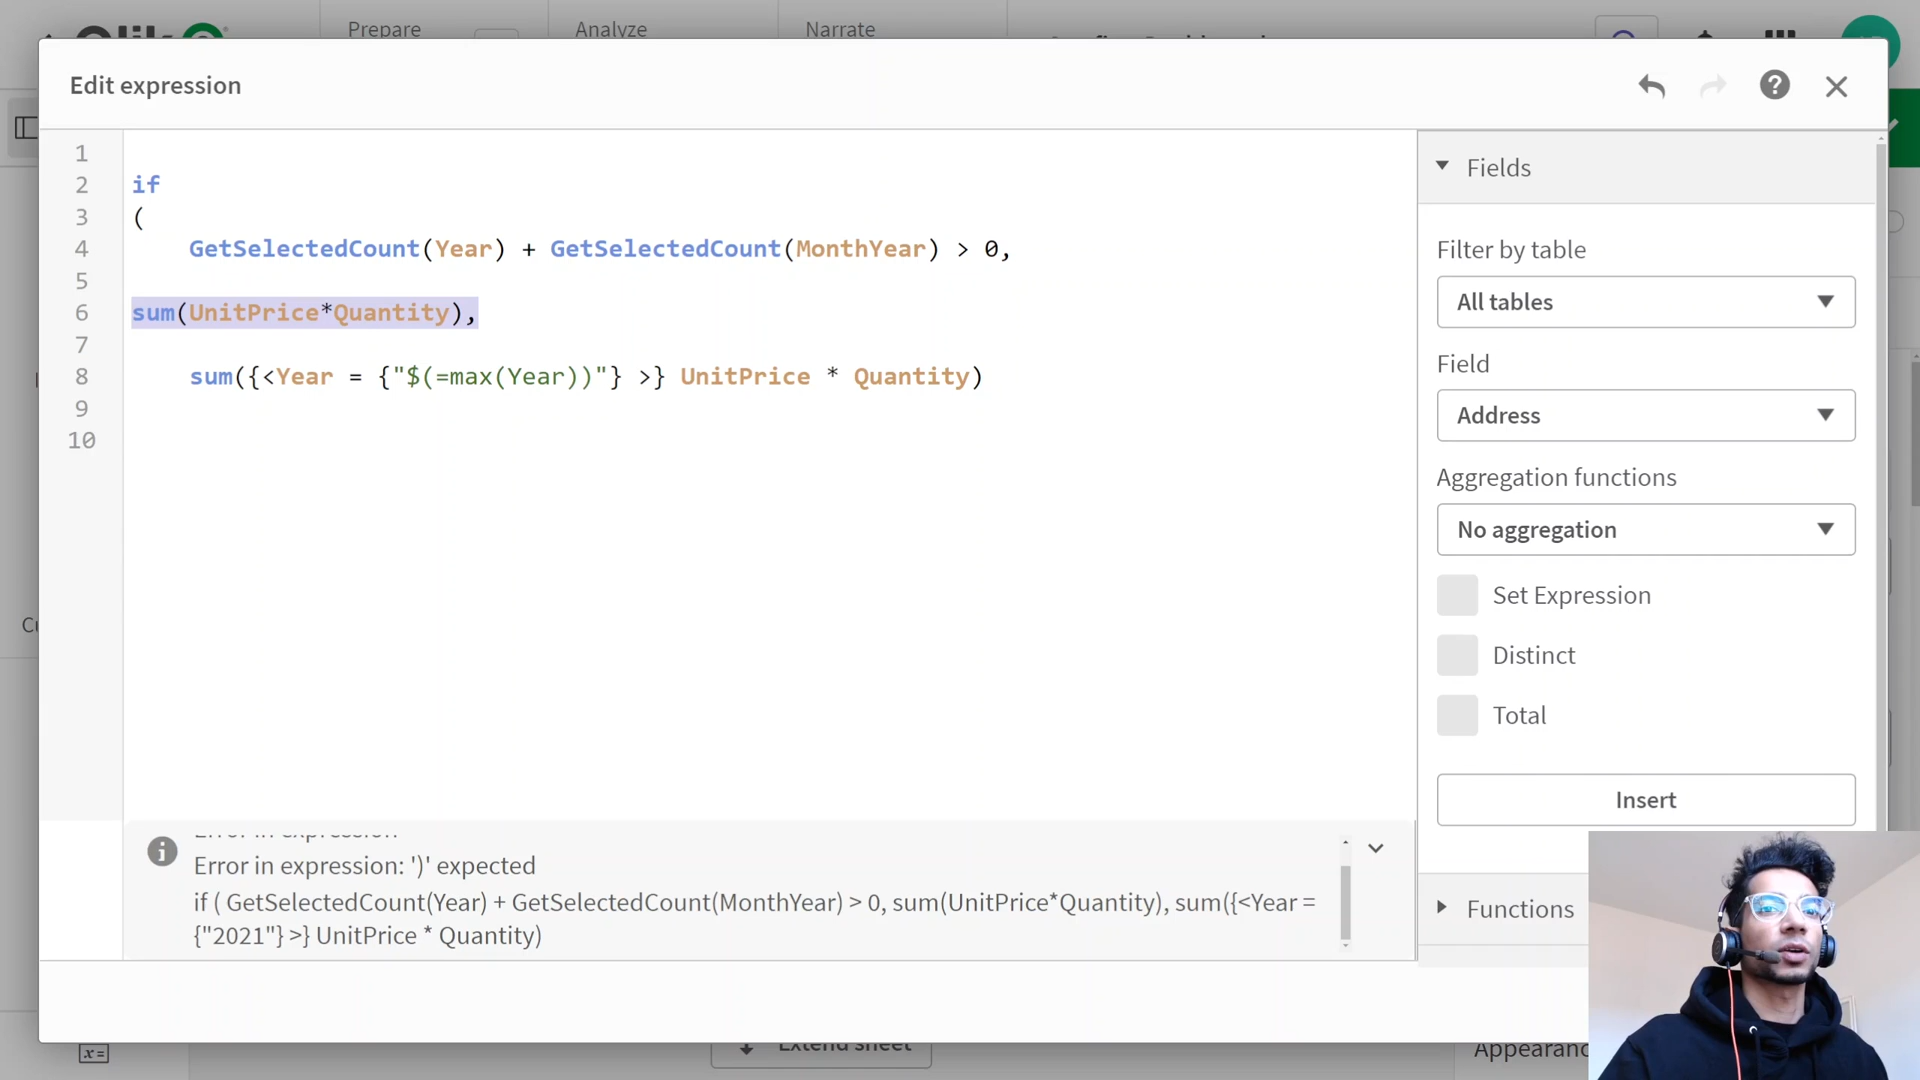 Prepare
Analyze
Narrate
Edit expression
1
2 if
3 (
4 GetSelectedCount(Year) + GetSelectedCount(MonthYear) > 0,
5
6 sum(UnitPrice*Quantity),
7
8 sum({<Year = {"$(=max(Year))"} >} UnitPrice * Quantity)
9
10
Fields
Filter by table
All tables
Field
Address
Aggregation functions
No aggregation
Set Expression
Distinct
Total
Insert
Functions
Error in expression
Error in expression: ')' expected
if ( GetSelectedCount(Year) + GetSelectedCount(MonthYear) > 0, sum(UnitPrice*Quantity), sum({<Year =
{"2021"} >} UnitPrice * Quantity)
x=
Extend sheet